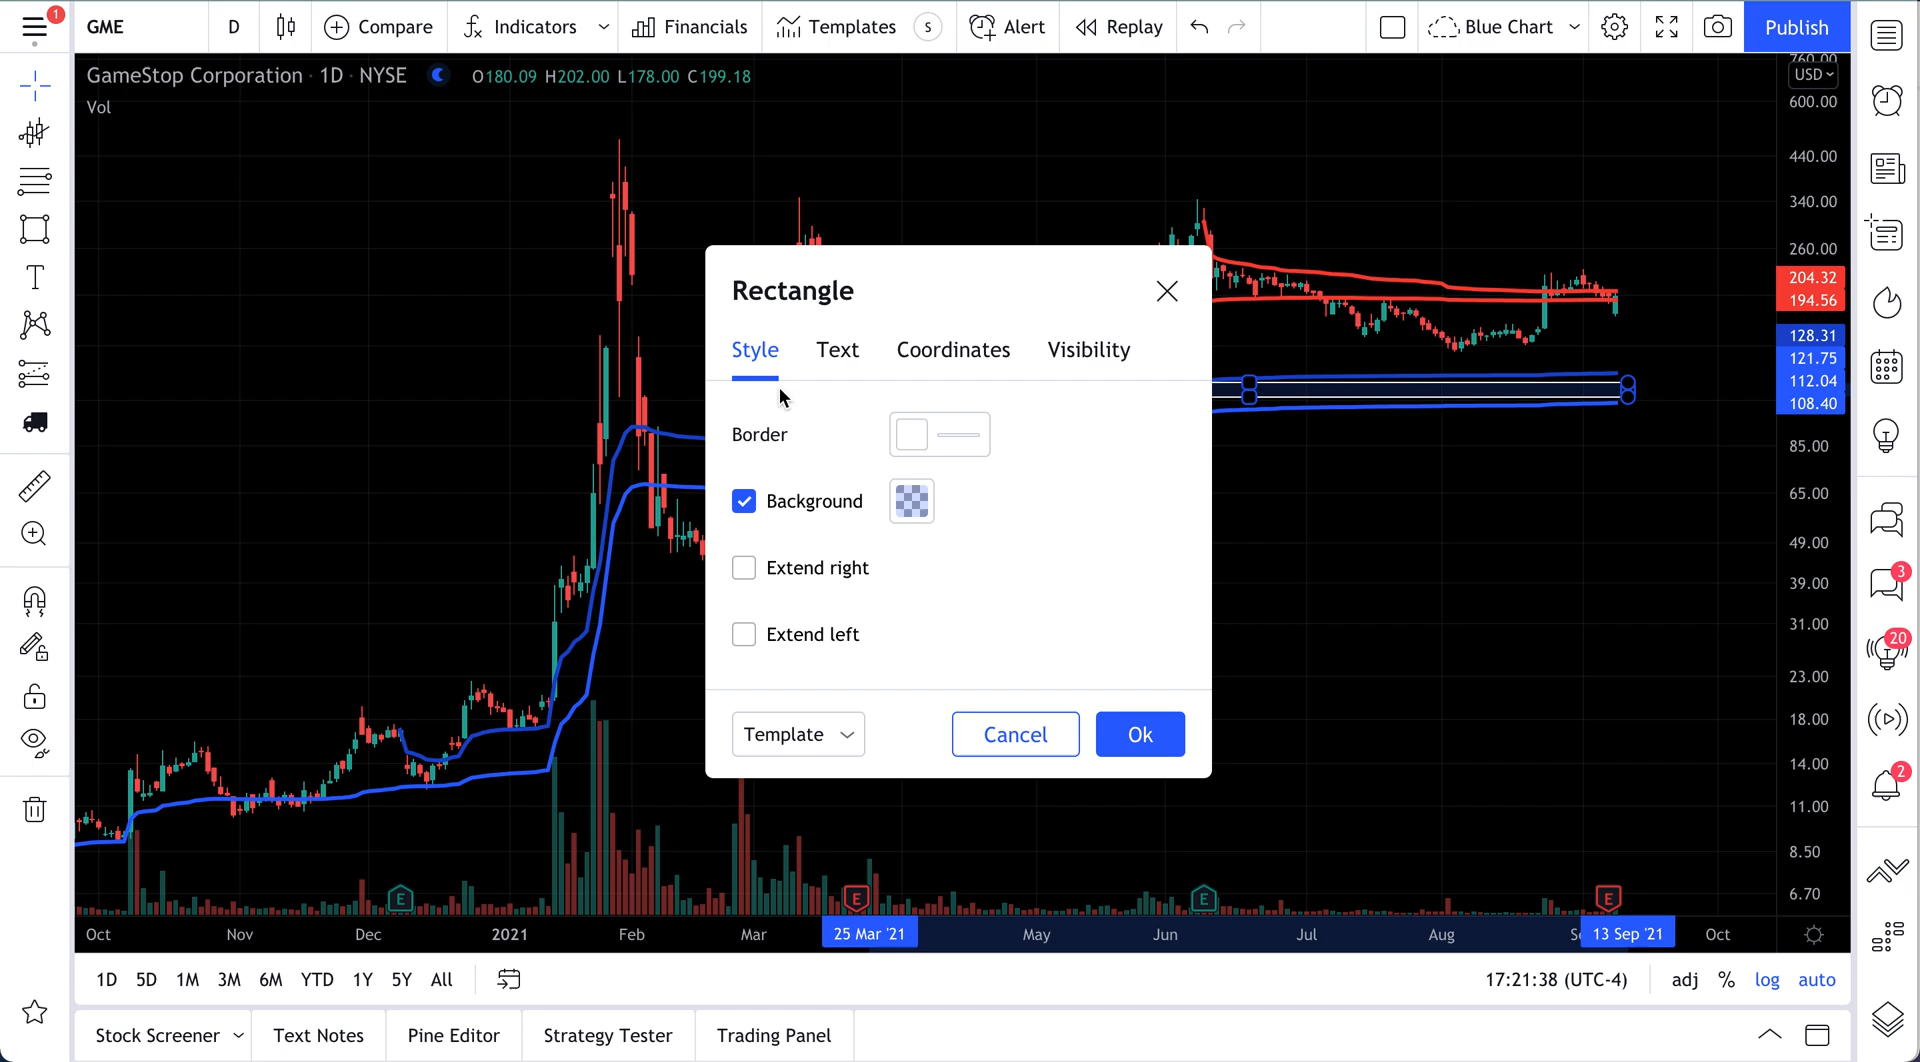 1
GME
D
Compare
Indicators
Financials
Templates
S
Alert
Replay
Blue Chart
Publish
GameStop Corporation · 1D · NYSE
O180.09 H202.00 L178.00 C199.18
Vol
760.00
USD
600.00
440.00
340.00
260.00
204.32
194.56
128.31
121.75
112.04
108.40
85.00
65.00
49.00
39.00
31.00
23.00
18.00
14.00
11.00
8.50
6.70
Rectangle
Style Text Coordinates Visibility
Border
Background
Extend right
Extend left
Template
Cancel
Ok
T
E
E
E
E
Oct Nov Dec 2021 Feb Mar 25 Mar '21 May Jun Jul Aug 13 Sep '21 Oct
1D 5D 1M 3M 6M YTD 1Y 5Y All
17:21:38 (UTC-4) adj % log auto
Stock Screener
Text Notes
Pine Editor
Strategy Tester
Trading Panel
3
20
2